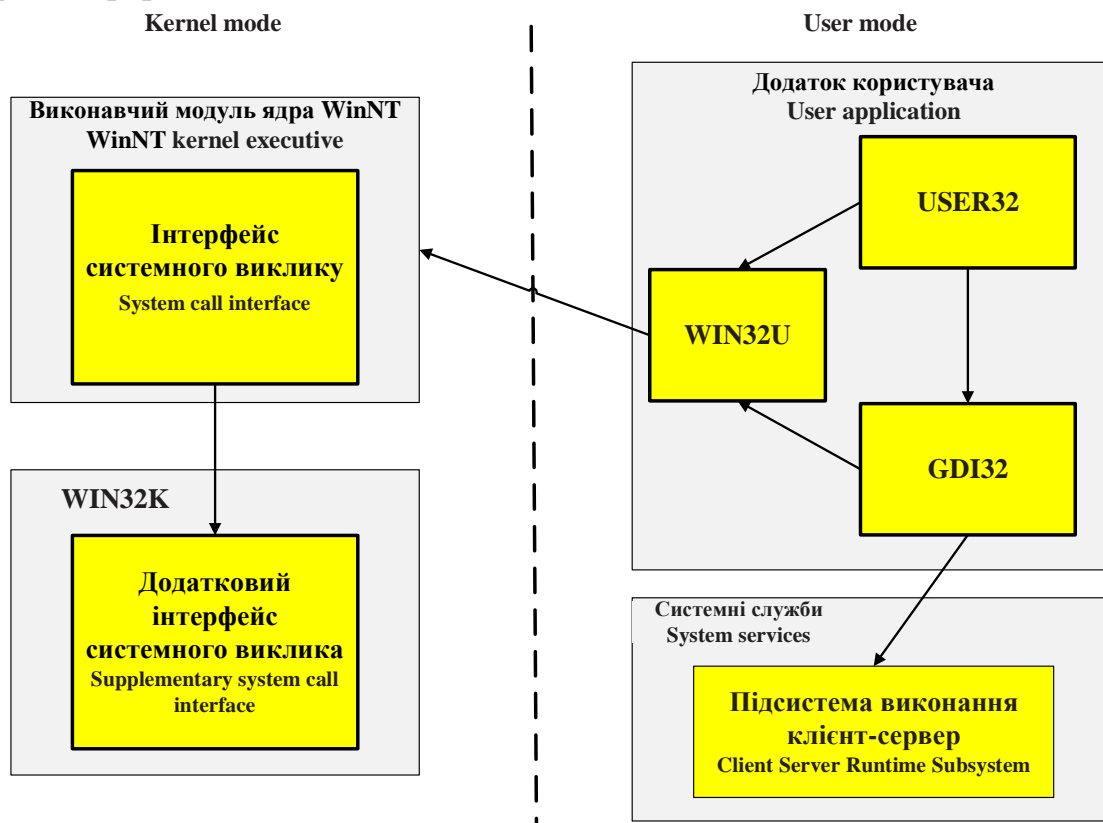 Kernel mode
User mode
Виконавчий модуль ядра WinNT
WinNT kernel executive
Інтерфейс
системного виклику
System call interface
WIN32K
Додатковий
інтерфейс
системного виклика
Supplementary system call
interface
Додаток користувача
User application
USER32
WIN32U
GDI32
Системні служби
System services
Підсистема виконання
клієнт-сервер
Client Server Runtime Subsystem